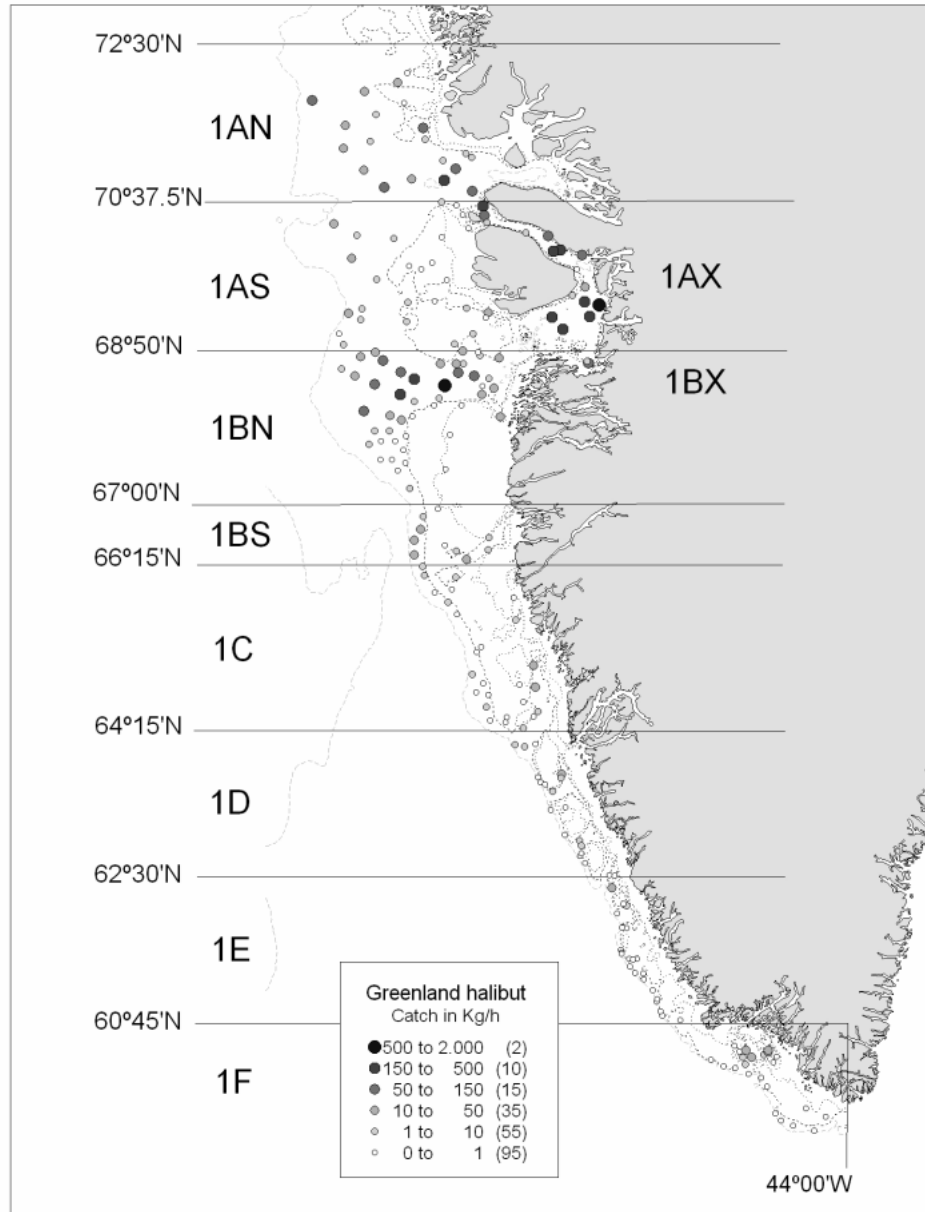 72º30'N
1AN
70º37.5'N
1AS
1AX
68º50'N
1BX
1BN
67º00'N
1BS
66º15'N
1C
64º15'N
1D
62º30'N
1E
60º45'N
1F
Greenland halibut
Catch in Kg/h
500 to 2.000 (2)
150 to 500 (10)
50 to 150 (15)
10 to 50 (35)
1 to 10 (55)
0 to 1 (95)
44º00'W